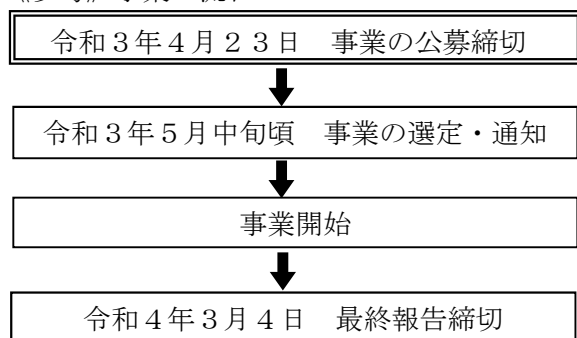 令和３年４月２３日　事業の公募締切
令和３年５月中旬頃　事業の選定・通知
事業開始
令和４年３月４日　最終報告締切